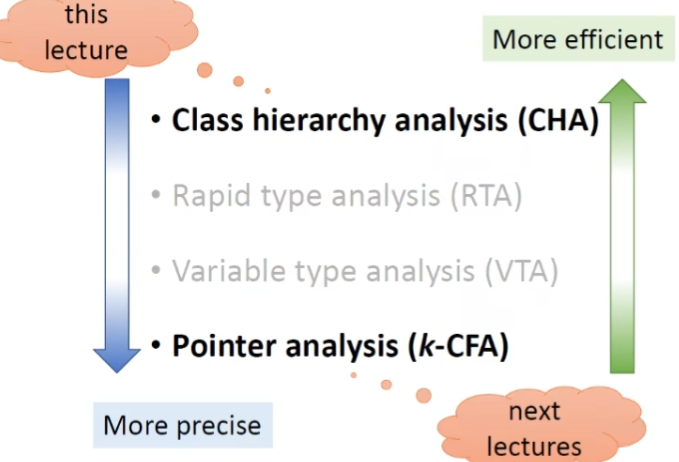 this
lecture
More efficient
• Class hierarchy analysis (CHA)
• Rapid type analysis (RTA)
• Variable type analysis (VTA)
• Pointer analysis (k-CFA)
More precise
next
lectures